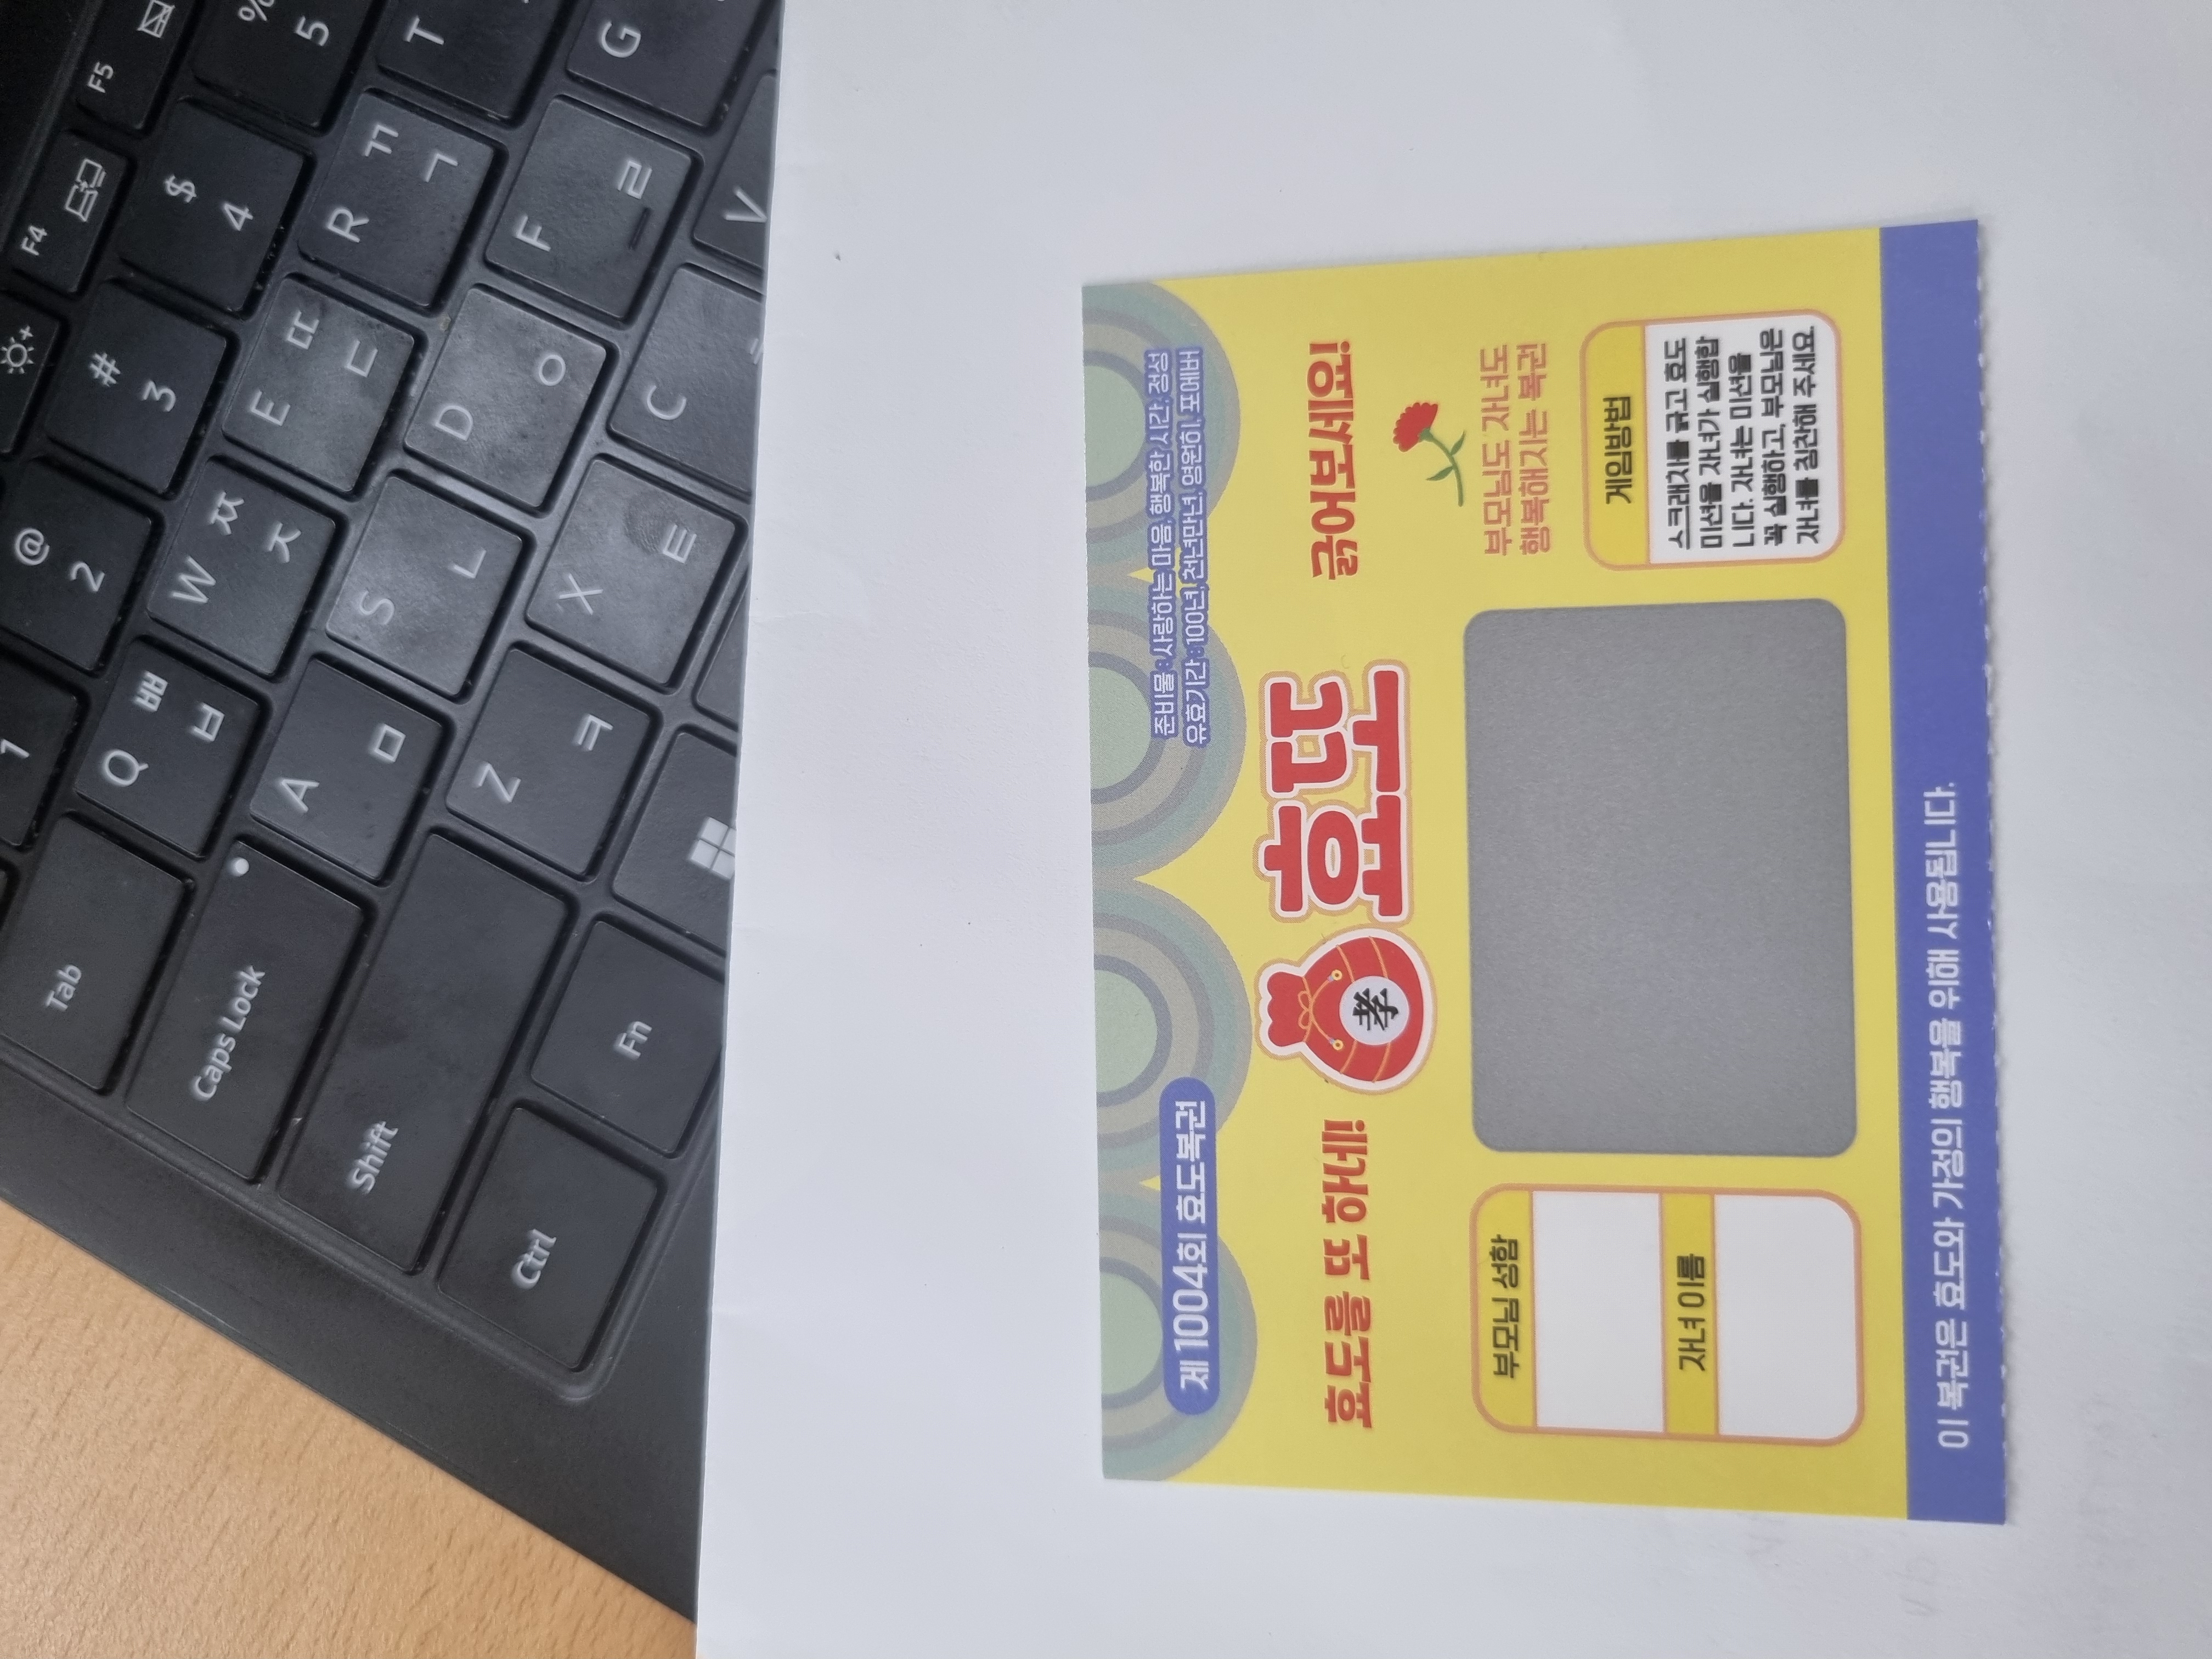 제 1004회 효도복권
준비물 : 사랑하는 마음, 행복한 시간, 정성
유효기간 : 100년, 천년만년, 영원히, 포에버
효도를 또 하네!
孝
효또
긁어보세요!
부모님 성함
자녀 이름
부모님도 자녀도
행복해지는 복권
게임방법
스크래치를 긁고 효도
미션을 자녀가 실행합
니다. 자녀는 미션을
꼭 실행하고, 부모님은
자녀를 칭찬해 주세요
이 복권은 효도와 가정의 행복을 위해 사용됩니다.
Tab
Caps Lock
Shift
Ctrl
Fn
1
@
2
#
3
$
4
%
5
F4
F5
Q ㅃ
ㅂ
W ㅉ
ㅈ
E ㄸ
ㄷ
R ㄲ
ㄱ
T
A
ㅁ
S
ㄴ
D
ㅇ
F
ㄹ
G
Z
ㅋ
X
ㅌ
C
V